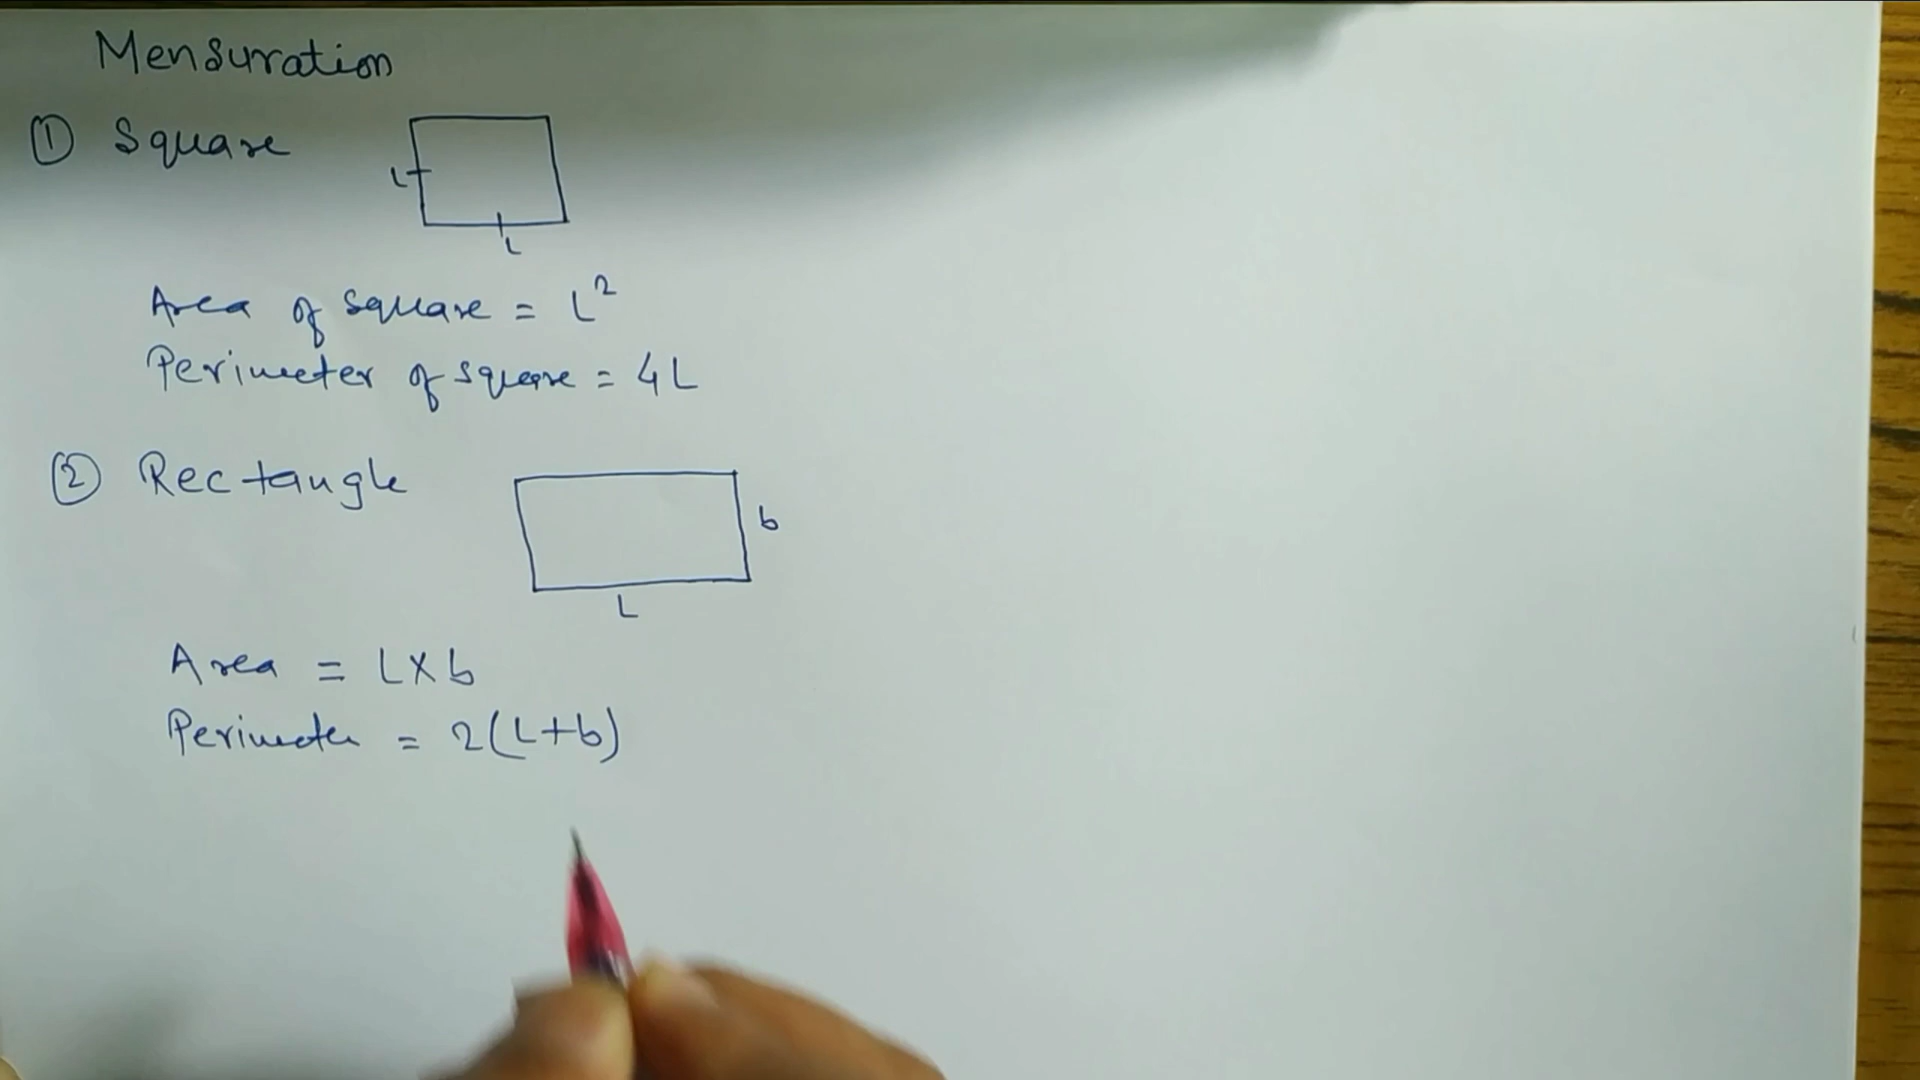 Mensuration
① Square
L
L
Area of square = L²
Perimeter of square = 4L
② Rectangle
b
L
Area = L×b
Perimeter = 2(L+b)